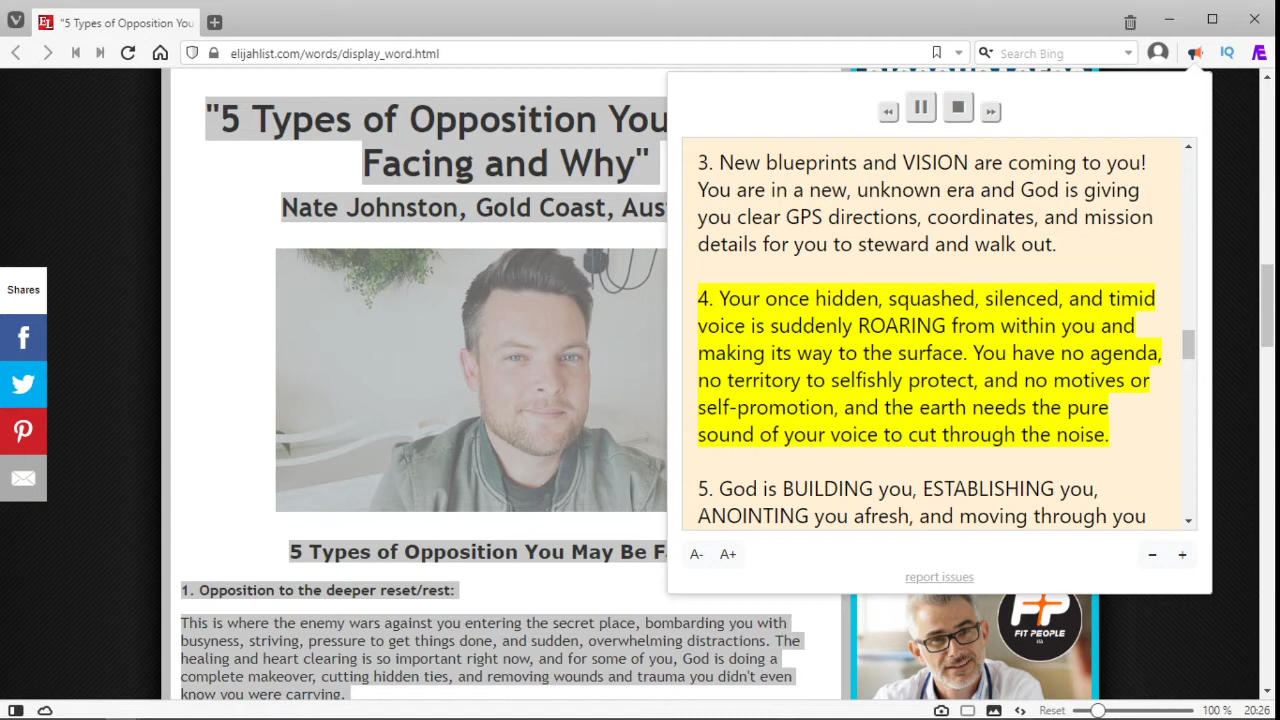 "5 Types of Opposition You
elijahlist.com/words/display_word.html
Search Bing
"5 Types of Opposition You
Facing and Why"
Nate Johnston, Gold Coast, Aus
Shares
5 Types of Opposition You May Be F
1. Opposition to the deeper reset/rest:
This is where the enemy wars against you entering the secret place, bombarding you with
busyness, striving, pressure to get things done, and sudden, overwhelming distractions. The
healing and heart clearing is so important right now, and for some of you, God is doing a
complete makeover, cutting hidden ties, and removing wounds and trauma you didn't even
know you were carrying.
3. New blueprints and VISION are coming to you!
You are in a new, unknown era and God is giving
you clear GPS directions, coordinates, and mission
details for you to steward and walk out.
4. Your once hidden, squashed, silenced, and timid
voice is suddenly ROARING from within you and
making its way to the surface. You have no agenda,
no territory to selfishly protect, and no motives or
self-promotion, and the earth needs the pure
sound of your voice to cut through the noise.
5. God is BUILDING you, ESTABLISHING you,
ANOINTING you afresh, and moving through you
A- A+ − +
report issues
FIT PEOPLE
Reset 100 % 20:26